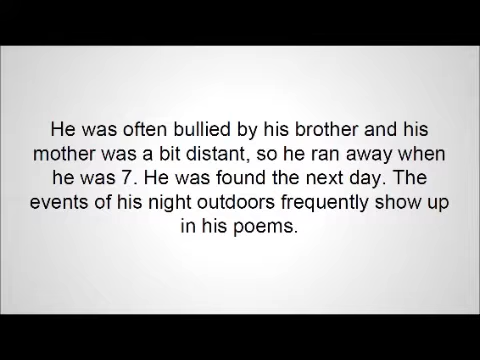 He was often bullied by his brother and his
mother was a bit distant, so he ran away when
he was 7. He was found the next day. The
events of his night outdoors frequently show up
in his poems.